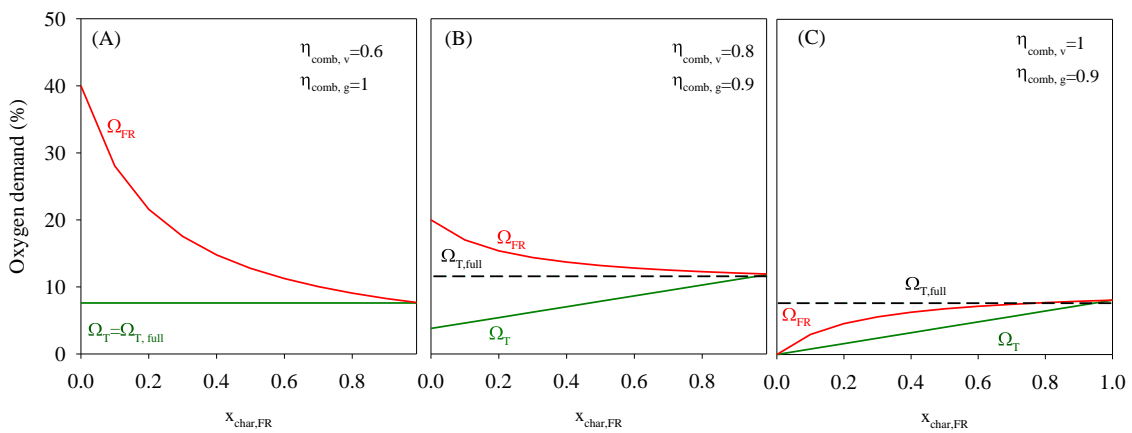 Oxygen demand (%)
50
40
30
20
10
0
(A)
η_comb, v=0.6
η_comb, g=1
Ω_FR
Ω_T=Ω_T, full
0.0 0.2 0.4 0.6 0.8
x_char,FR
(B)
η_comb, v=0.8
η_comb, g=0.9
Ω_FR
Ω_T,full
Ω_T
0.0 0.2 0.4 0.6 0.8
x_char,FR
(C)
η_comb, v=1
η_comb, g=0.9
Ω_T,full
Ω_FR
Ω_T
0.0 0.2 0.4 0.6 0.8 1.0
x_char,FR